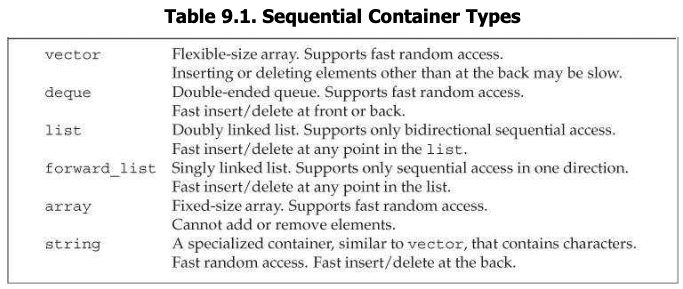 Table 9.1. Sequential Container Types
vector Flexible-size array. Supports fast random access.
Inserting or deleting elements other than at the back may be slow.
deque Double-ended queue. Supports fast random access.
Fast insert/delete at front or back.
list Doubly linked list. Supports only bidirectional sequential access.
Fast insert/delete at any point in the list.
forward_list Singly linked list. Supports only sequential access in one direction.
Fast insert/delete at any point in the list.
array Fixed-size array. Supports fast random access.
Cannot add or remove elements.
string A specialized container, similar to vector, that contains characters.
Fast random access. Fast insert/delete at the back.